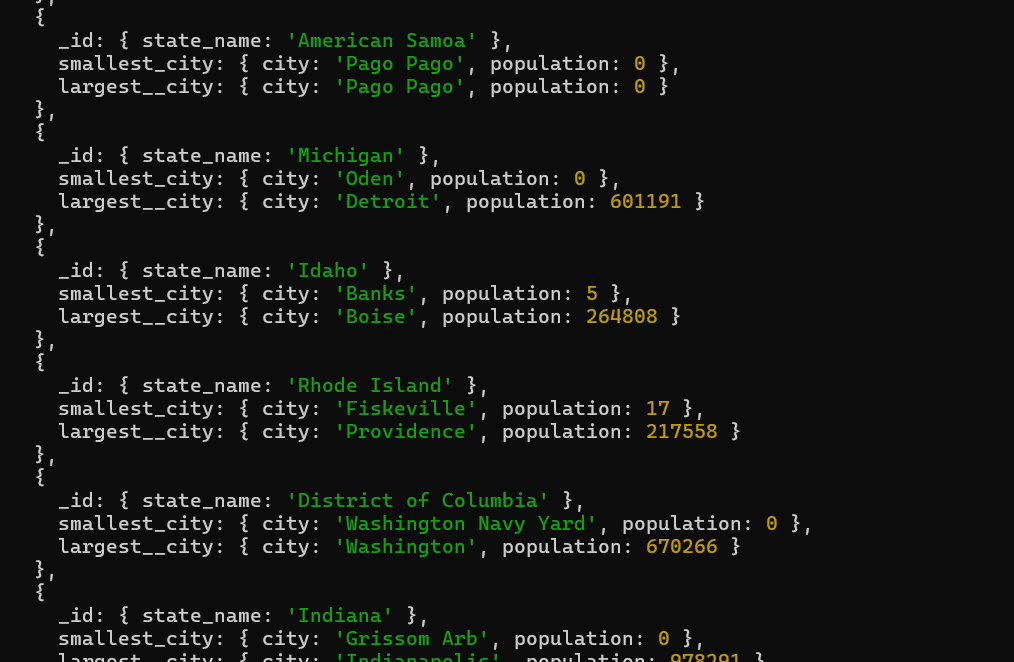 },
{
_id: { state_name: 'American Samoa' },
smallest_city: { city: 'Pago Pago', population: 0 },
largest__city: { city: 'Pago Pago', population: 0 }
},
{
_id: { state_name: 'Michigan' },
smallest_city: { city: 'Oden', population: 0 },
largest__city: { city: 'Detroit', population: 601191 }
},
{
_id: { state_name: 'Idaho' },
smallest_city: { city: 'Banks', population: 5 },
largest__city: { city: 'Boise', population: 264808 }
},
{
_id: { state_name: 'Rhode Island' },
smallest_city: { city: 'Fiskeville', population: 17 },
largest__city: { city: 'Providence', population: 217558 }
},
{
_id: { state_name: 'District of Columbia' },
smallest_city: { city: 'Washington Navy Yard', population: 0 },
largest__city: { city: 'Washington', population: 670266 }
},
{
_id: { state_name: 'Indiana' },
smallest_city: { city: 'Grissom Arb', population: 0 },
largest__city: { city: 'Indianapolis', population: 978291 }